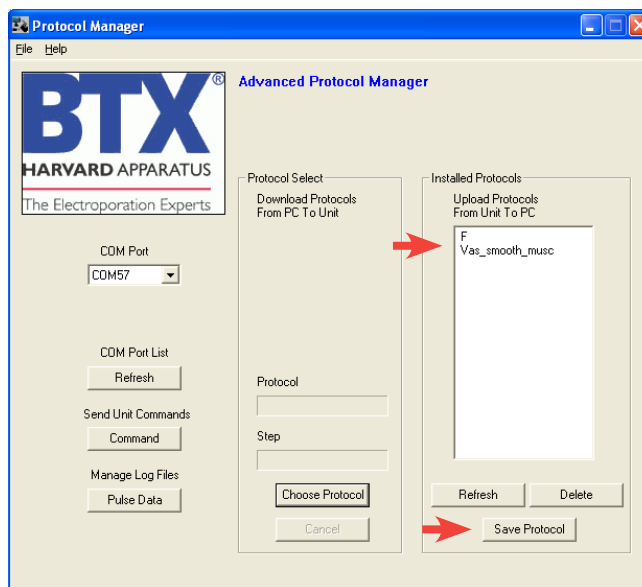 Protocol Manager
File Help
BTX®
HARVARD APPARATUS
The Electroporation Experts
Advanced Protocol Manager
COM Port
COM57
COM Port List
Refresh
Send Unit Commands
Command
Manage Log Files
Pulse Data
Protocol Select
Download Protocols
From PC To Unit
Protocol
Step
Choose Protocol
Cancel
Installed Protocols
Upload Protocols
From Unit To PC
F
Vas_smooth_musc
Refresh
Delete
Save Protocol